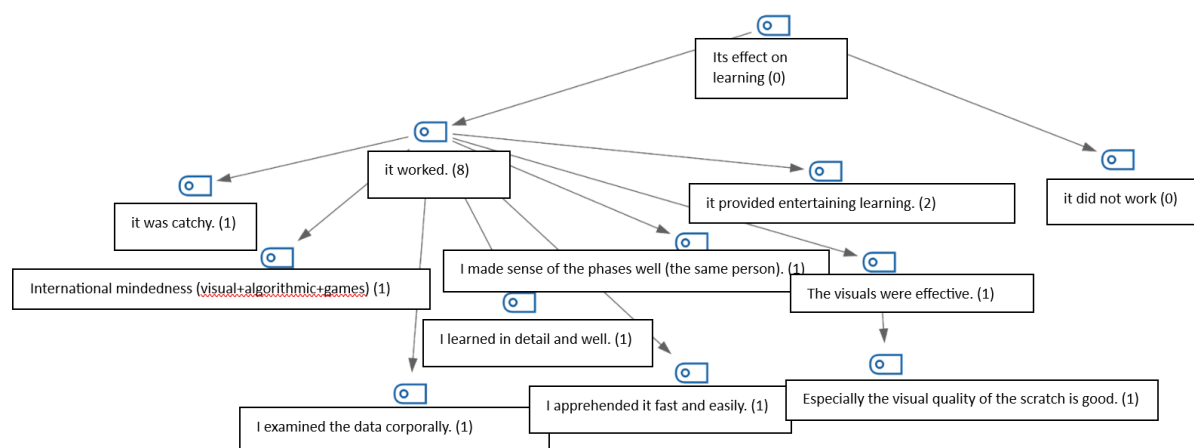 Its effect on
learning (0)
it worked. (8)
it did not work (0)
it provided entertaining learning. (2)
it was catchy. (1)
I made sense of the phases well (the same person). (1)
International mindedness (visual+algorithmic+games) (1)
The visuals were effective. (1)
I learned in detail and well. (1)
Especially the visual quality of the scratch is good. (1)
I apprehended it fast and easily. (1)
I examined the data corporally. (1)